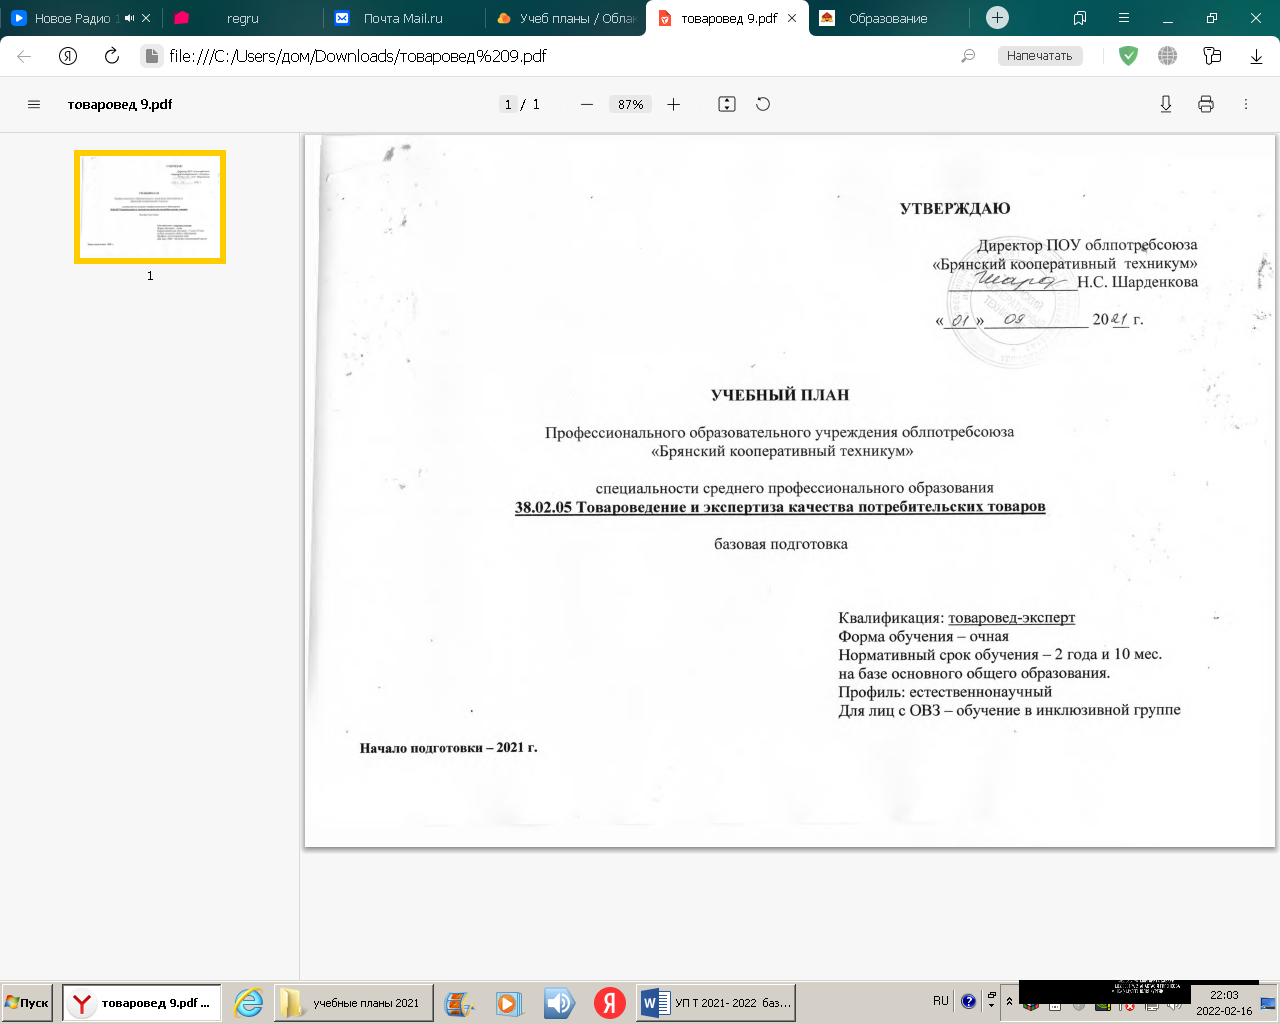 Новое Радио
regru
Почта Mail.ru
Учеб планы / Облак
товаровед 9.pdf
Образование
file:///C:/Users/дом/Downloads/товаровед%209.pdf
Напечатать
товаровед 9.pdf
1 / 1
87%
1
УТВЕРЖДАЮ
Директор ПОУ облпотребсоюза
«Брянский кооперативный техникум»
Н.С. Шарденкова
«01» 09 2021 г.
УЧЕБНЫЙ ПЛАН
Профессионального образовательного учреждения облпотребсоюза
«Брянский кооперативный техникум»
специальности среднего профессионального образования
38.02.05 Товароведение и экспертиза качества потребительских товаров
базовая подготовка
Квалификация: товаровед-эксперт
Форма обучения – очная
Нормативный срок обучения – 2 года и 10 мес.
на базе основного общего образования.
Профиль: естественнонаучный
Для лиц с ОВЗ – обучение в инклюзивной группе
Начало подготовки – 2021 г.
Пуск
товаровед 9.pdf ...
учебные планы 2021
УП Т 2021- 2022 баз...
RU
22:03
2022-02-16